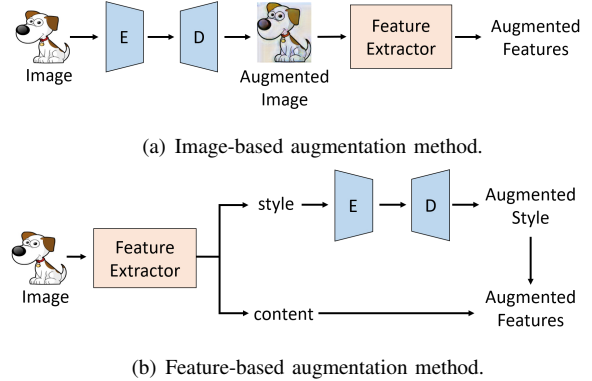 Image
E
D
Augmented
Image
Feature
Extractor
Augmented
Features
(a) Image-based augmentation method.
Image
Feature
Extractor
style
E
D
Augmented
Style
content
Augmented
Features
(b) Feature-based augmentation method.